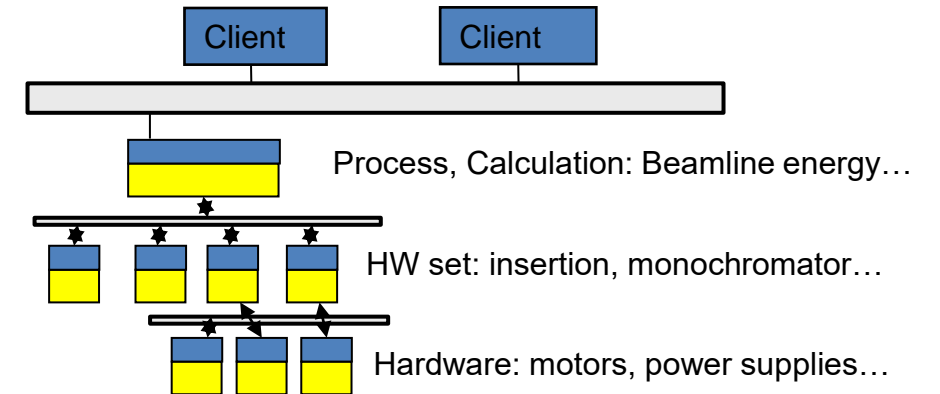 Client
Client
Process, Calculation: Beamline energy…
HW set: insertion, monochromator…
Hardware: motors, power supplies…